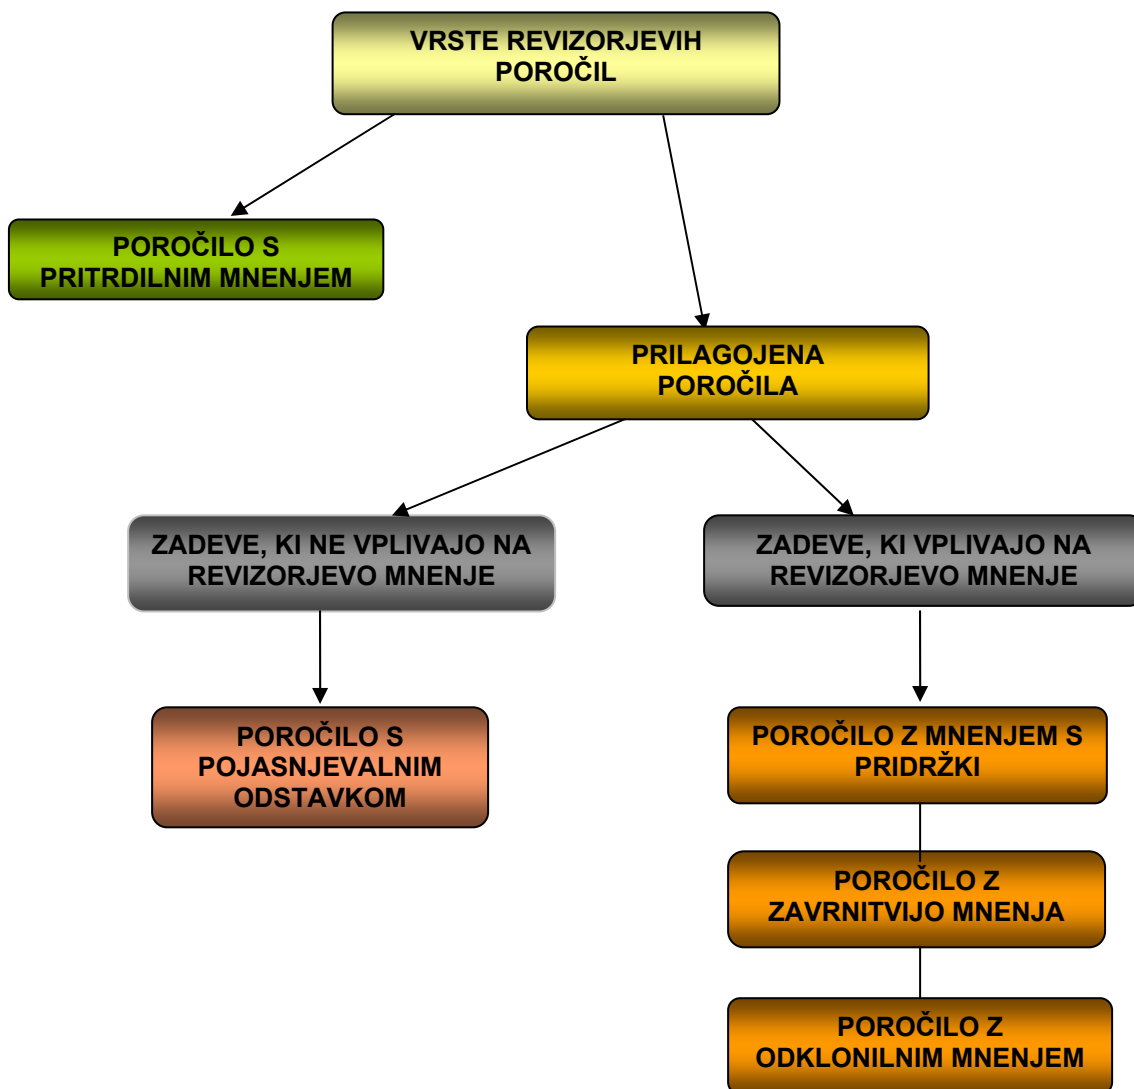 VRSTE REVIZORJEVIH
POROČIL
POROČILO S
PRITRDILNIM MNENJEM
PRILAGOJENA
POROČILA
ZADEVE, KI NE VPLIVAJO NA
REVIZORJEVO MNENJE
ZADEVE, KI VPLIVAJO NA
REVIZORJEVO MNENJE
POROČILO S
POJASNJEVALNIM
ODSTAVKOM
POROČILO Z MNENJEM S
PRIDRŽKI
POROČILO Z
ZAVRNITVIJO MNENJA
POROČILO Z
ODKLONILNIM MNENJEM